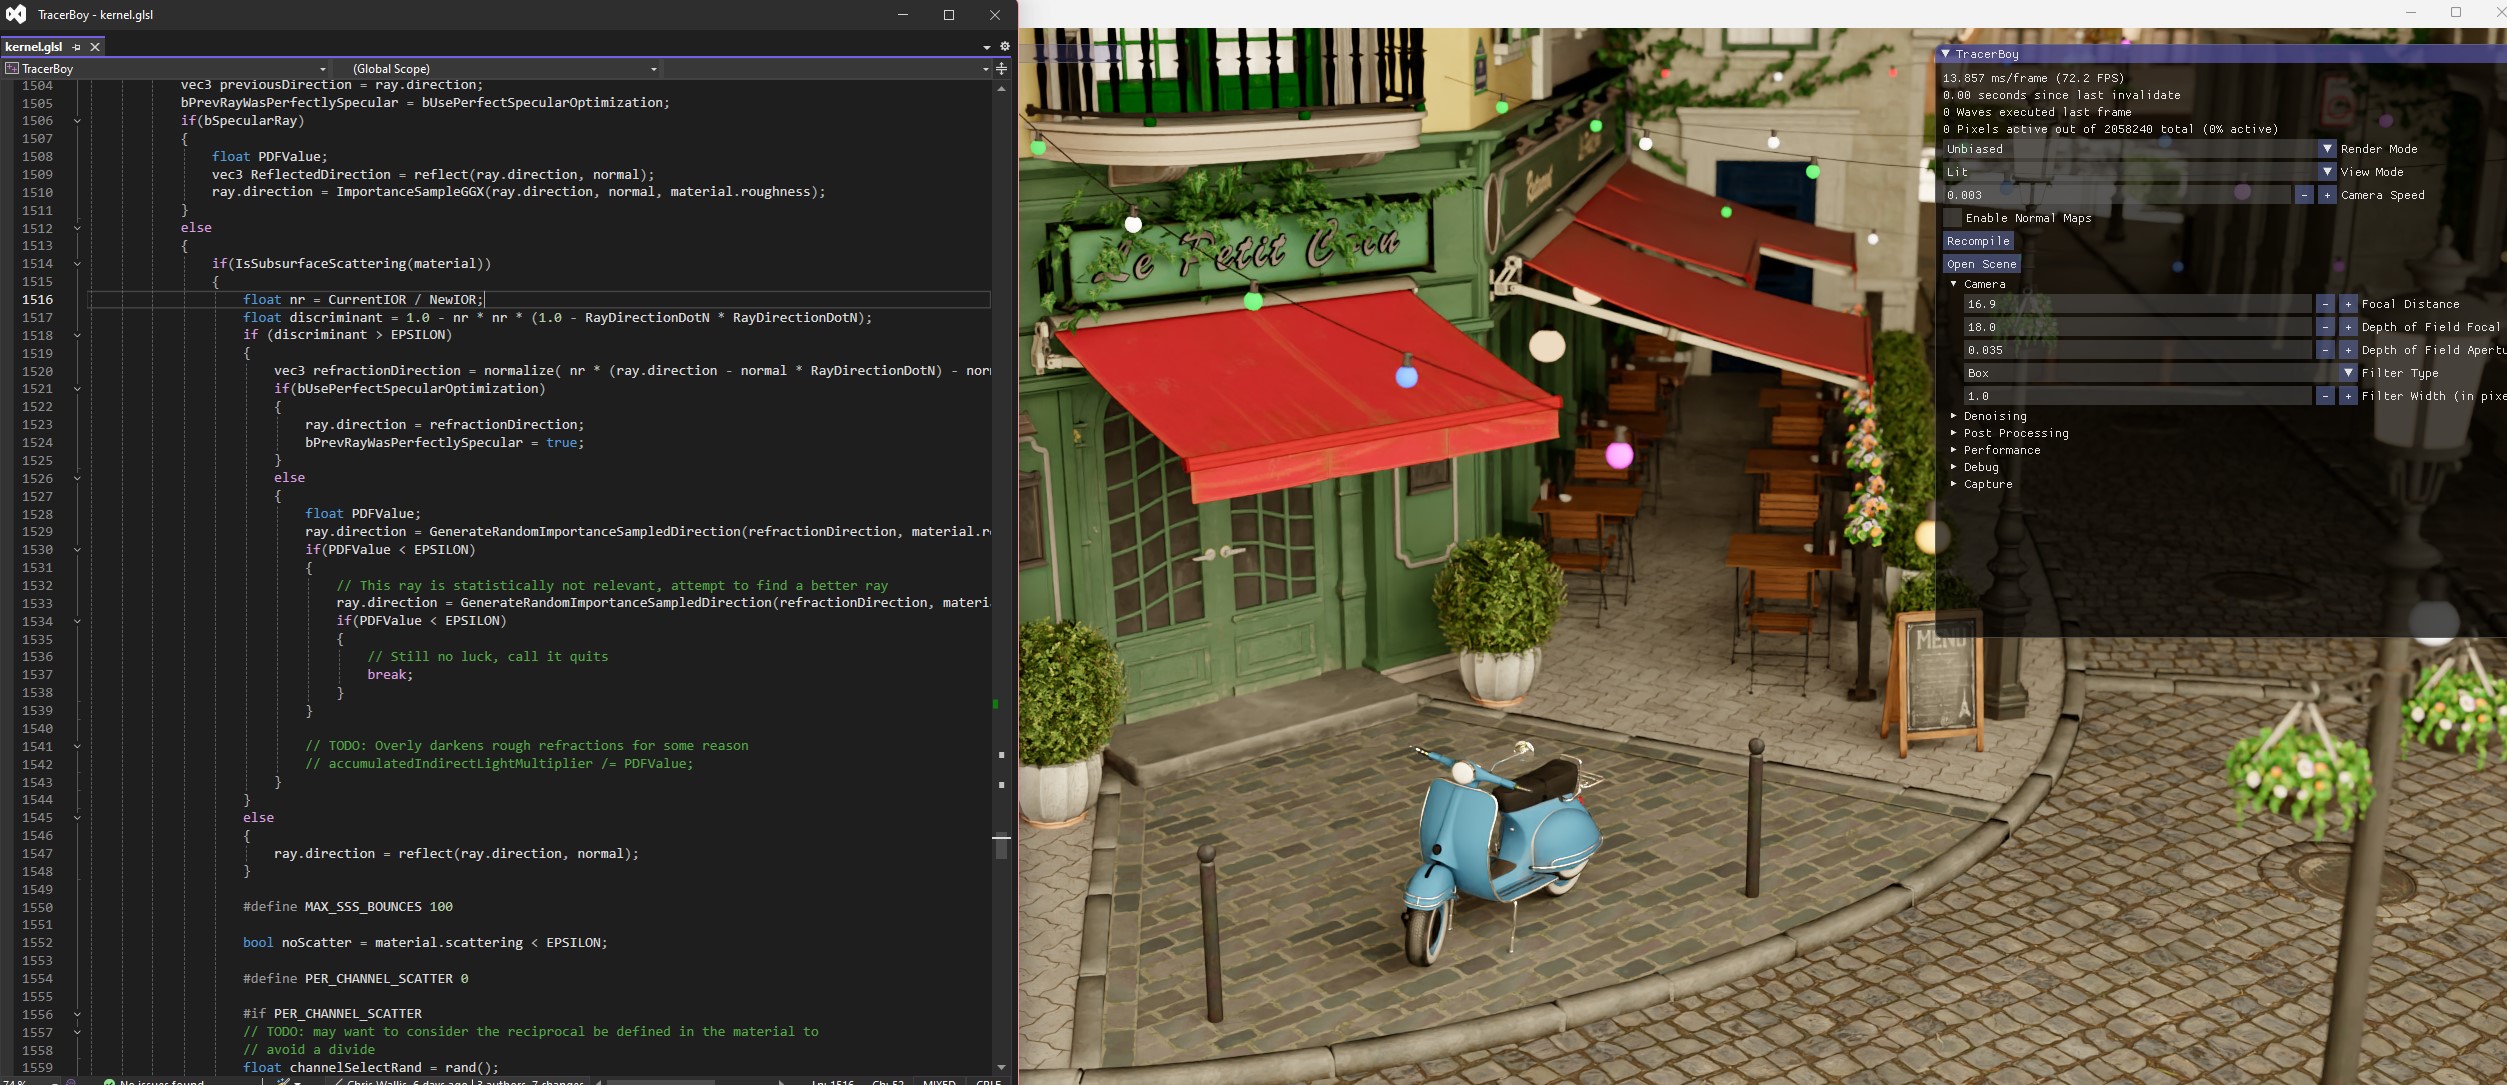 TracerBoy - kernel.glsl
kernel.glsl
TracerBoy
(Global Scope)
1504 vec3 previousDirection = ray.direction;
1505 bPrevRayWasPerfectlySpecular = bUsePerfectSpecularOptimization;
1506 if(bSpecularRay)
1507 {
1508 float PDFValue;
1509 vec3 ReflectedDirection = reflect(ray.direction, normal);
1510 ray.direction = ImportanceSampleGGX(ray.direction, normal, material.roughness);
1511 }
1512 else
1513 {
1514 if(IsSubsurfaceScattering(material))
1515 {
1516 float nr = CurrentIOR / NewIOR;
1517 float discriminant = 1.0 - nr * nr * (1.0 - RayDirectionDotN * RayDirectionDotN);
1518 if (discriminant > EPSILON)
1519 {
1520 vec3 refractionDirection = normalize( nr * (ray.direction - normal * RayDirectionDotN) - nor
1521 if(bUsePerfectSpecularOptimization)
1522 {
1523 ray.direction = refractionDirection;
1524 bPrevRayWasPerfectlySpecular = true;
1525 }
1526 else
1527 {
1528 float PDFValue;
1529 ray.direction = GenerateRandomImportanceSampledDirection(refractionDirection, material.r
1530 if(PDFValue < EPSILON)
1531 {
1532 // This ray is statistically not relevant, attempt to find a better ray
1533 ray.direction = GenerateRandomImportanceSampledDirection(refractionDirection, materi
1534 if(PDFValue < EPSILON)
1535 {
1536 // Still no luck, call it quits
1537 break;
1538 }
1539 }
1540
1541 // TODO: Overly darkens rough refractions for some reason
1542 // accumulatedIndirectLightMultiplier /= PDFValue;
1543 }
1544 }
1545 else
1546 {
1547 ray.direction = reflect(ray.direction, normal);
1548 }
1549
1550 #define MAX_SSS_BOUNCES 100
1551
1552 bool noScatter = material.scattering < EPSILON;
1553
1554 #define PER_CHANNEL_SCATTER 0
1555
1556 #if PER_CHANNEL_SCATTER
1557 // TODO: may want to consider the reciprocal be defined in the material to
1558 // avoid a divide
1559 float channelSelectRand = rand();
74 % No issues found Chris Wallis, 6 days ago | 3 authors, 7 changes Ln: 1516 Ch: 52 MIXED CRLF
Le Petit Coin
MENU
TracerBoy
13.857 ms/frame (72.2 FPS)
0.00 seconds since last invalidate
0 Waves executed last frame
0 Pixels active out of 2058240 total (0% active)
Unbiased Render Mode
Lit View Mode
0.003 - + Camera Speed
Enable Normal Maps
Recompile
Open Scene
Camera
16.9 - + Focal Distance
18.0 - + Depth of Field Focal
0.035 - + Depth of Field Apertu
Box Filter Type
1.0 - + Filter Width (in pixe
Denoising
Post Processing
Performance
Debug
Capture